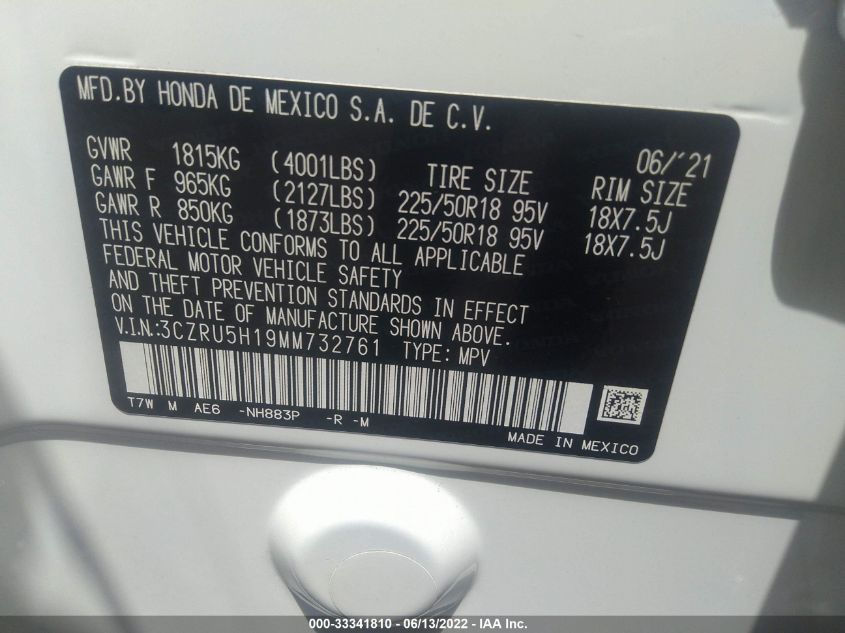 MFD.BY HONDA DE MEXICO S.A. DE C.V.
06/'21
GVWR 1815KG (4001LBS) TIRE SIZE RIM SIZE
GAWR F 965KG (2127LBS) 225/50R18 95V 18X7.5J
GAWR R 850KG (1873LBS) 225/50R18 95V 18X7.5J
THIS VEHICLE CONFORMS TO ALL APPLICABLE
FEDERAL MOTOR VEHICLE SAFETY
AND THEFT PREVENTION STANDARDS IN EFFECT
ON THE DATE OF MANUFACTURE SHOWN ABOVE.
V.I.N.:3CZRU5H19MM732761 TYPE: MPV
T7W M AE6 -NH883P -R -M
MADE IN MEXICO
000-33341810 - 06/13/2022 - IAA Inc.